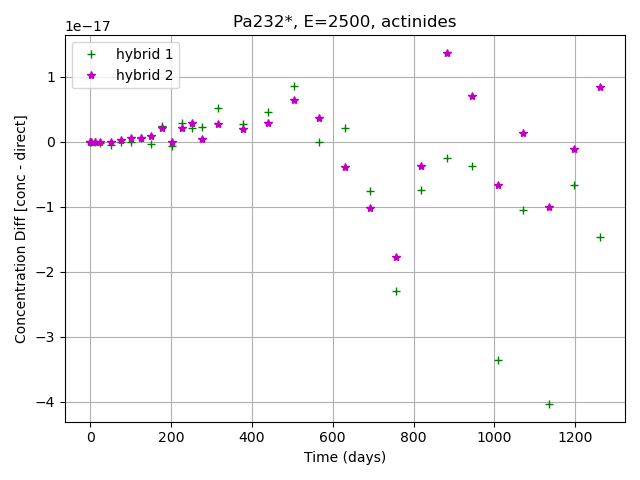 Pa232*, E=2500, actinides
1e−17
hybrid 1
hybrid 2
1
0
−1
−2
−3
−4
Concentration Diff [conc - direct]
0 200 400 600 800 1000 1200
Time (days)